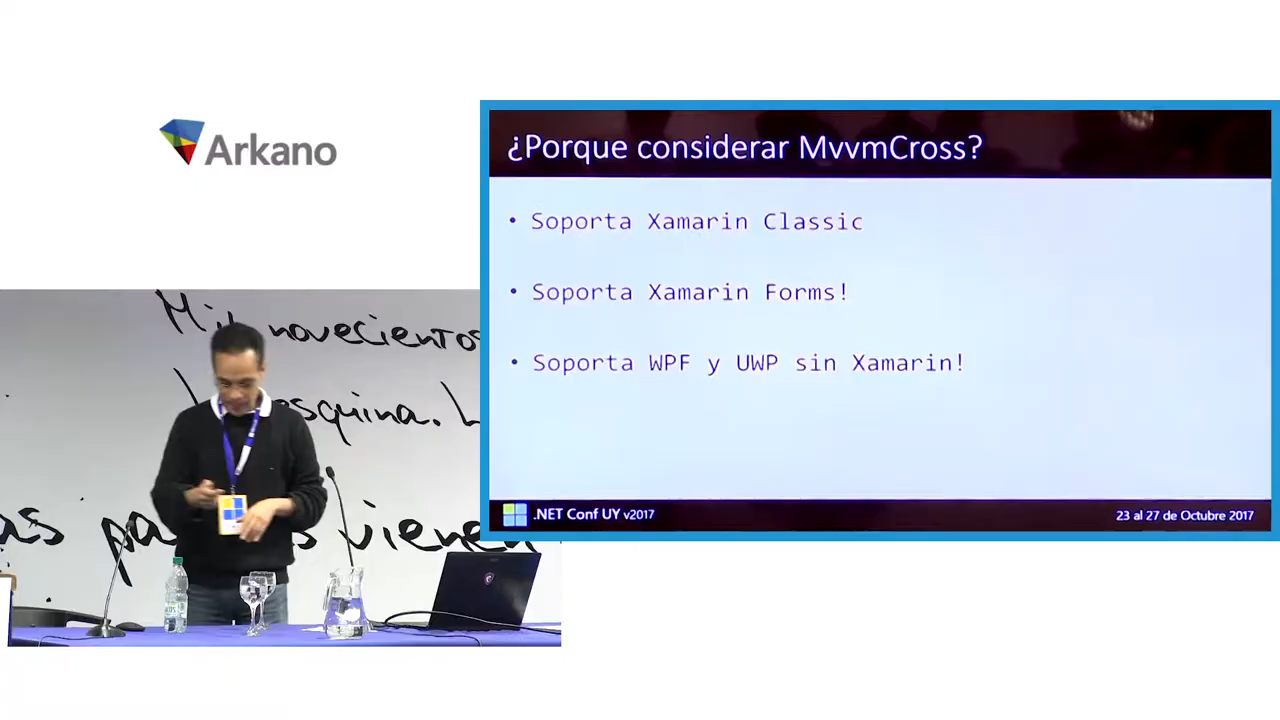 Arkano
¿Porque considerar MvvmCross?
• Soporta Xamarin Classic
• Soporta Xamarin Forms!
• Soporta WPF y UWP sin Xamarin!
.NET Conf UY v2017
23 al 27 de Octubre 2017
novecientos
esquina.
vienen